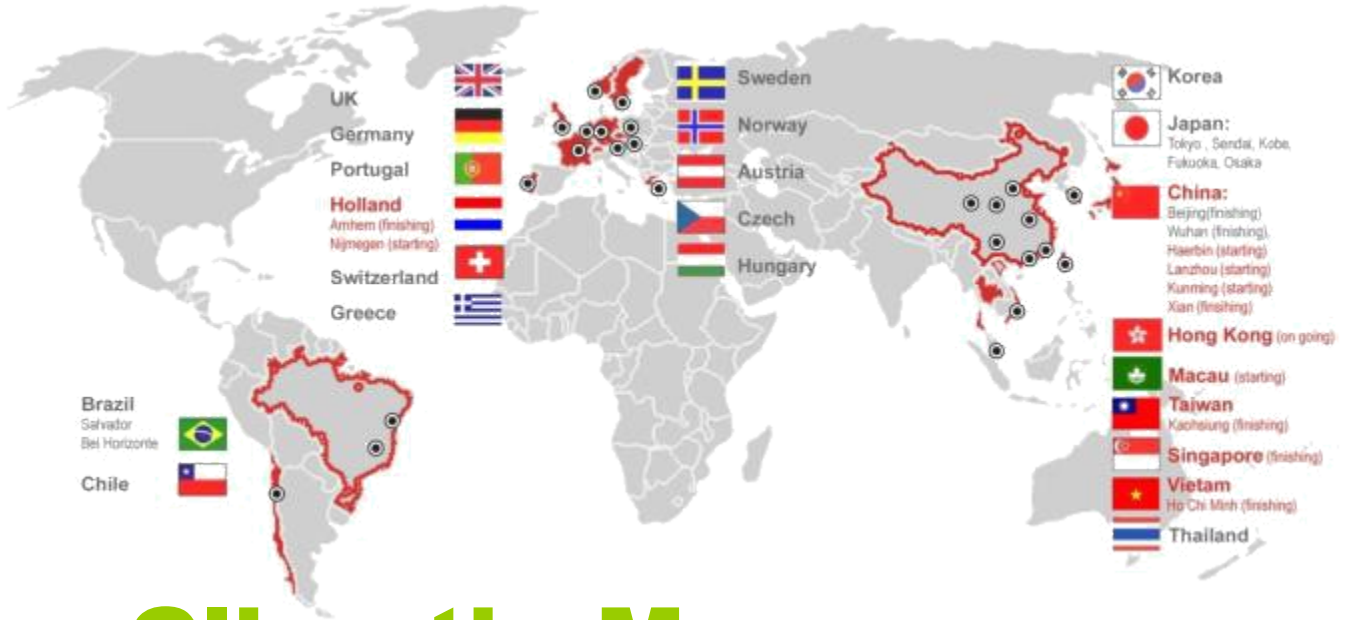 UK
Germany
Portugal
Holland
Arnhem (finishing)
Nijmegen (starting)
Switzerland
Greece
Sweden
Norway
Austria
Czech
Hungary
Brazil
Salvador
Bel Horizonte
Chile
Korea
Japan:
Tokyo , Sendai, Kobe,
Fukuoka, Osaka
China:
Beijing(finishing)
Wuhan (finishing),
Haerbin (starting)
Lanzhou (starting)
Kunming (starting)
Xian (finsihing)
Hong Kong (on going)
Macau (starting)
Taiwan
Kaohsiung (finishing)
Singapore (finishing)
Vietam
Ho Chi Minh (finishing)
Thailand